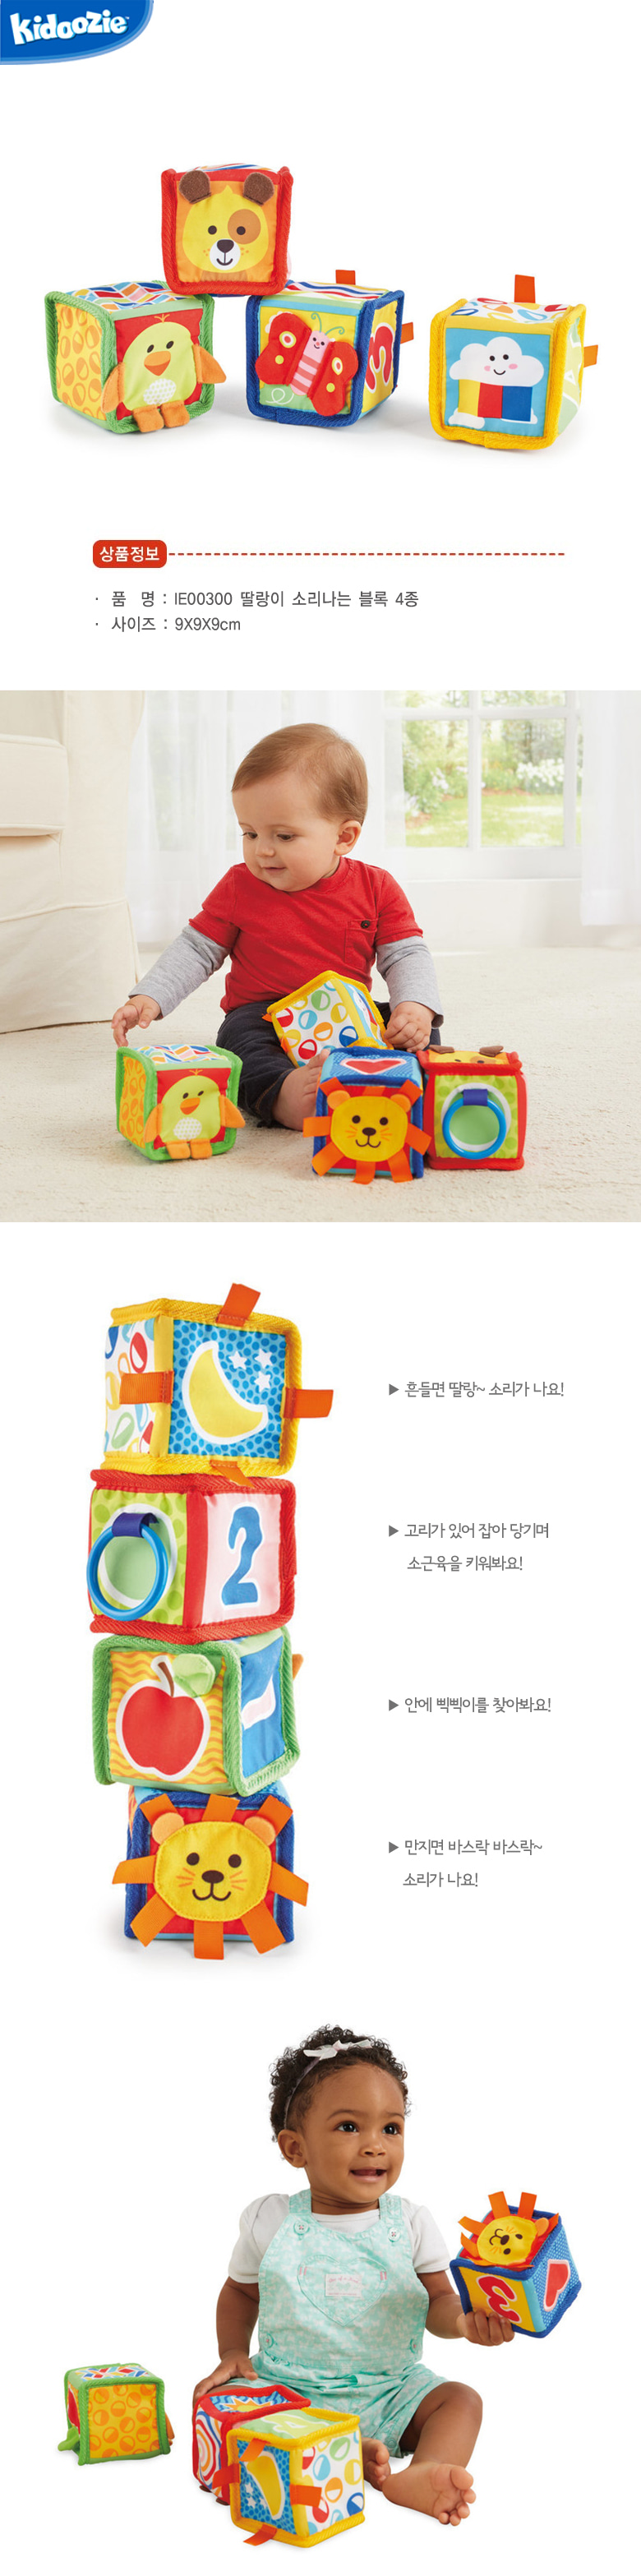 kidoozie
상품정보
· 품 명 : IE00300 딸랑이 소리나는 블록 4종
· 사이즈 : 9X9X9cm
3
▶ 흔들면 딸랑~ 소리가 나요!
▶ 고리가 있어 잡아 당기며
소근육을 키워봐요!
2
▶ 안에 삑삑이를 찾아봐요!
▶ 만지면 바스락 바스락~
소리가 나요!
3